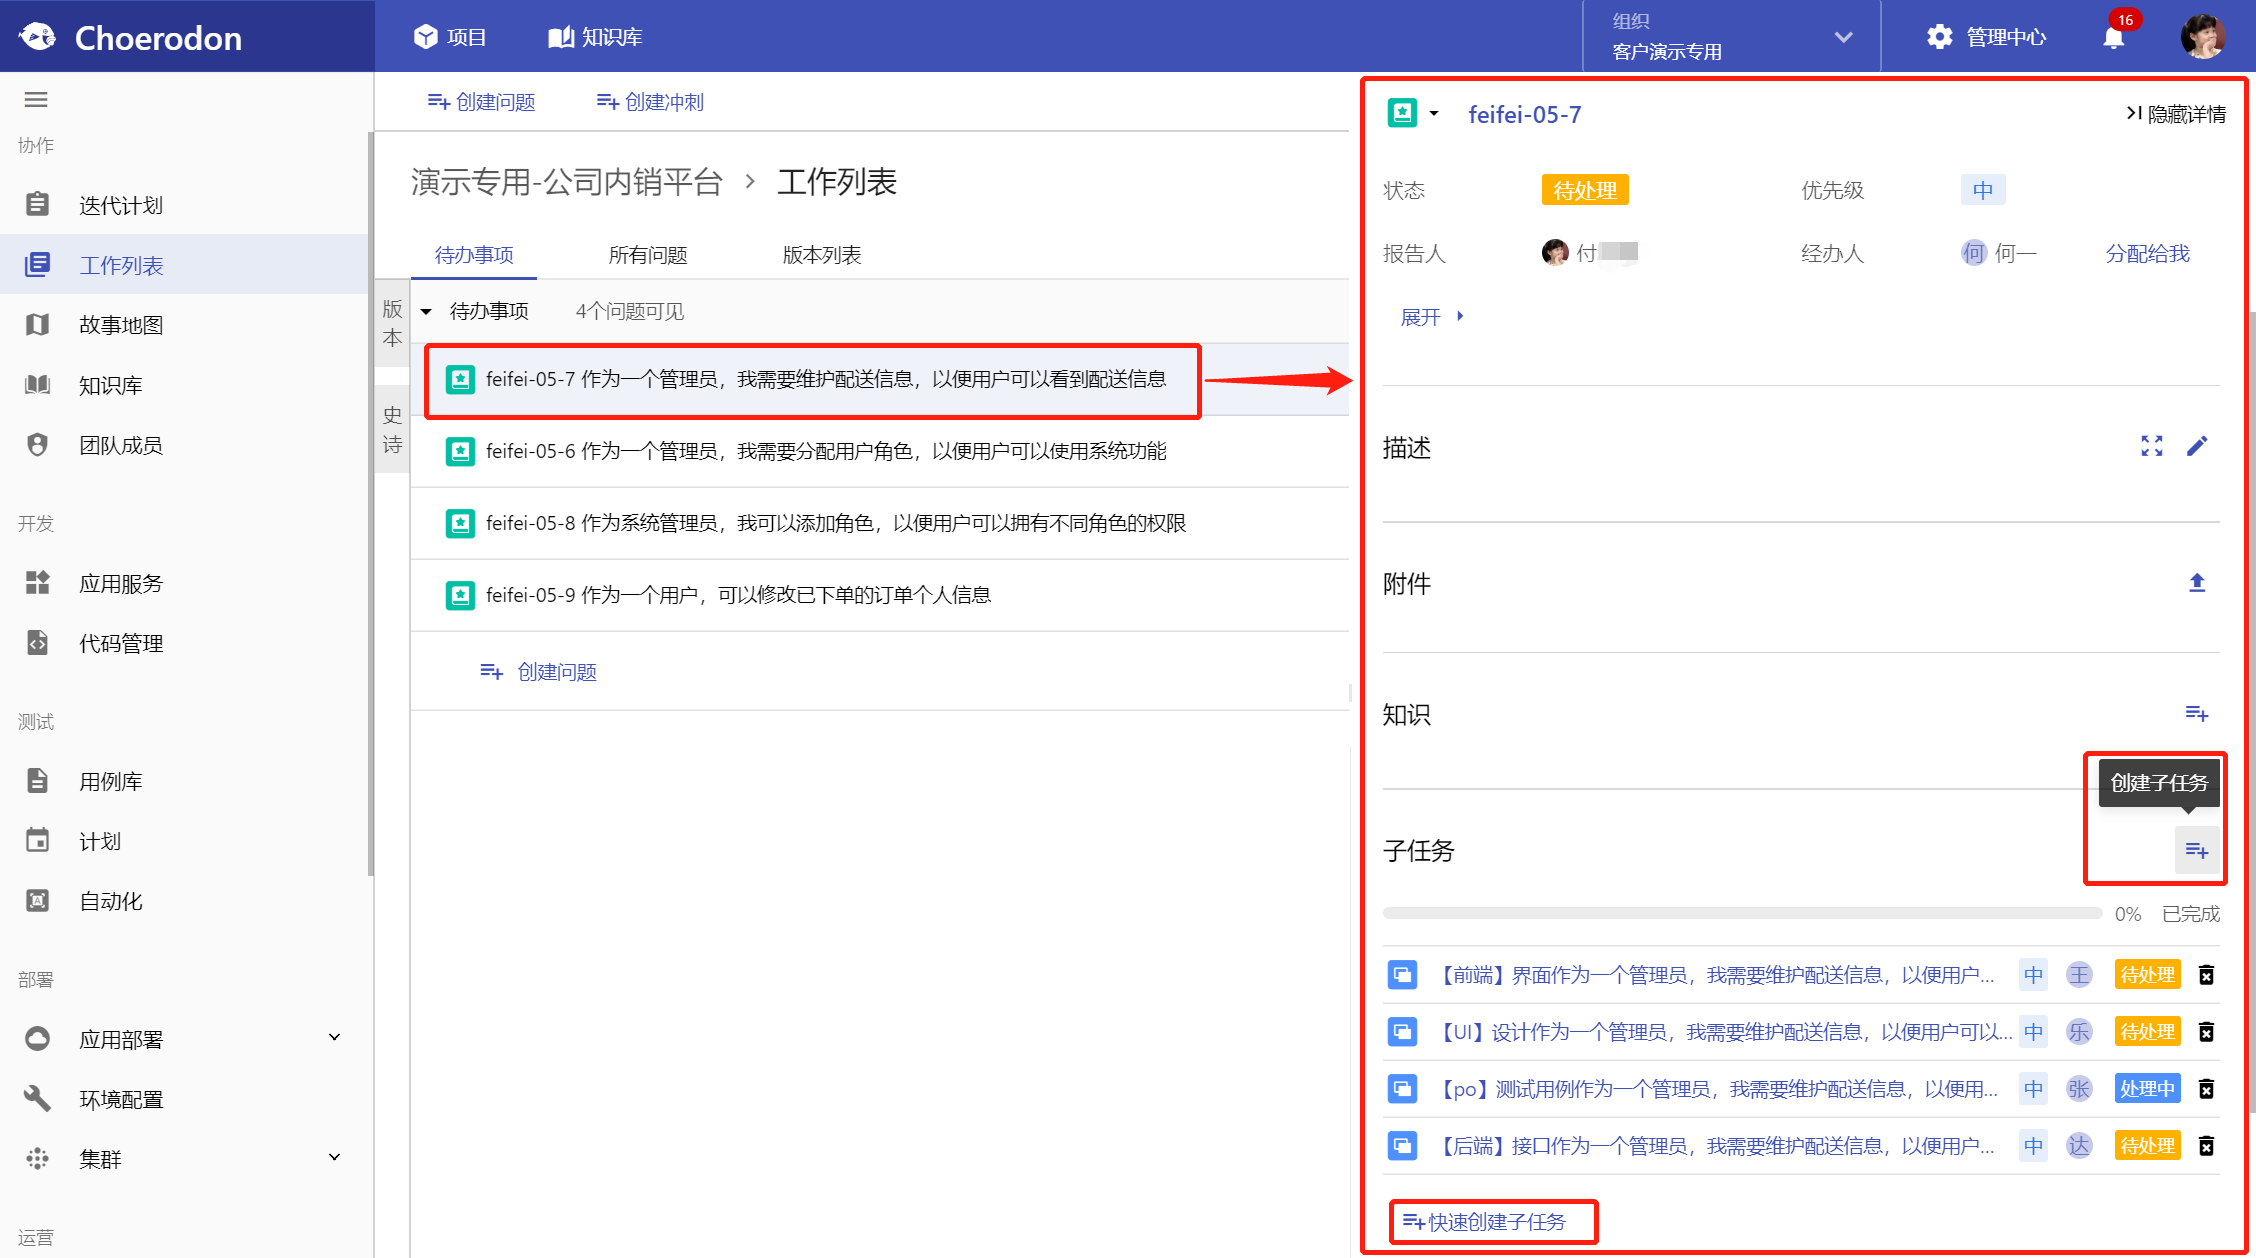 Choerodon
项目
知识库
组织
客户演示专用
管理中心
16
协作
迭代计划
工作列表
故事地图
知识库
团队成员
开发
应用服务
代码管理
测试
用例库
计划
自动化
部署
应用部署
环境配置
集群
运营
创建问题
创建冲刺
演示专用-公司内销平台 › 工作列表
待办事项
所有问题
版本列表
版本
史诗
待办事项 4个问题可见
feifei-05-7 作为一个管理员，我需要维护配送信息，以便用户可以看到配送信息
feifei-05-6 作为一个管理员，我需要分配用户角色，以便用户可以使用系统功能
feifei-05-8 作为系统管理员，我可以添加角色，以便用户可以拥有不同角色的权限
feifei-05-9 作为一个用户，可以修改已下单的订单个人信息
创建问题
feifei-05-7
隐藏详情
状态 待处理 优先级 中
报告人 付 经办人 何 何一 分配给我
展开
描述
附件
知识
创建子任务
子任务
0% 已完成
【前端】界面作为一个管理员，我需要维护配送信息，以便用户... 中 王 待处理
【UI】设计作为一个管理员，我需要维护配送信息，以便用户可以... 中 乐 待处理
【po】测试用例作为一个管理员，我需要维护配送信息，以便用... 中 张 处理中
【后端】接口作为一个管理员，我需要维护配送信息，以便用户... 中 达 待处理
快速创建子任务